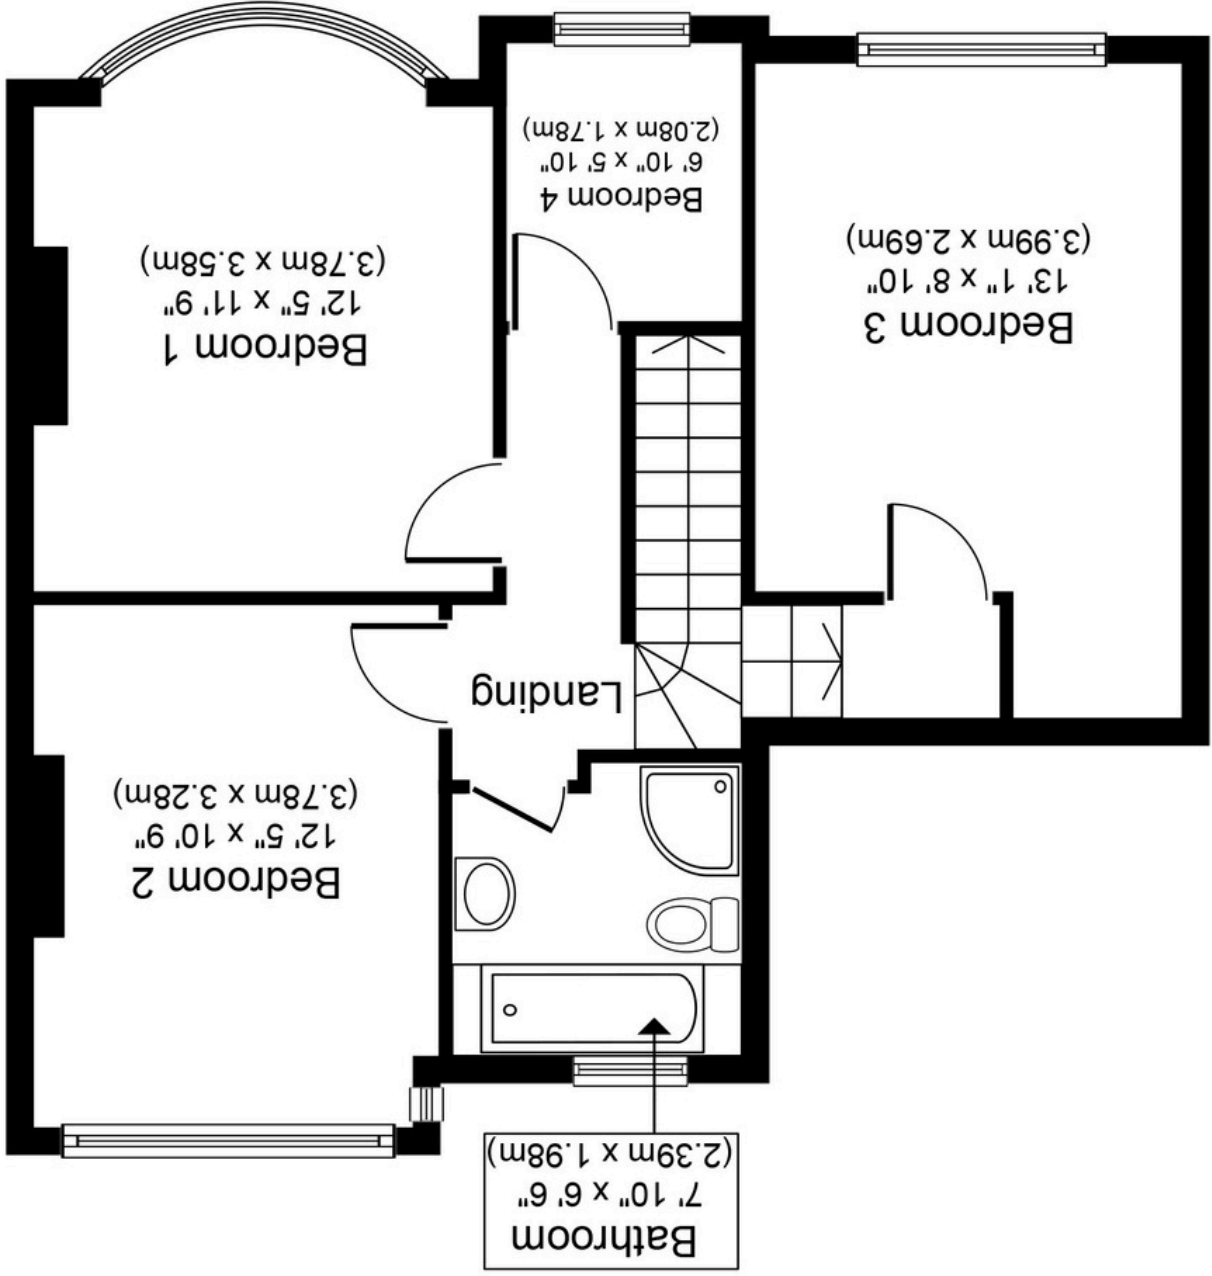 Bathroom
7' 10" x 6' 6"
(2.39m x 1.98m)
Bedroom 2
12' 5" x 10' 9"
(3.78m x 3.28m)
Landing
Bedroom 3
13' 1" x 8' 10"
(3.99m x 2.69m)
Bedroom 1
12' 5" x 11' 9"
(3.78m x 3.58m)
Bedroom 4
6' 10" x 5' 10"
(2.08m x 1.78m)